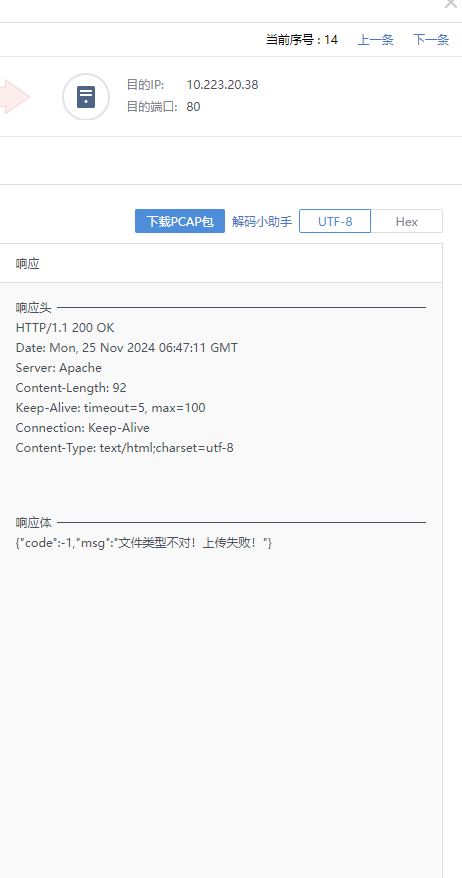 当前序号 : 14 上一条 下一条
目的IP: 10.223.20.38
目的端口: 80
下载PCAP包 解码小助手 UTF-8 Hex
响应
响应头
HTTP/1.1 200 OK
Date: Mon, 25 Nov 2024 06:47:11 GMT
Server: Apache
Content-Length: 92
Keep-Alive: timeout=5, max=100
Connection: Keep-Alive
Content-Type: text/html;charset=utf-8
响应体
{"code":-1,"msg":"文件类型不对！上传失败！"}